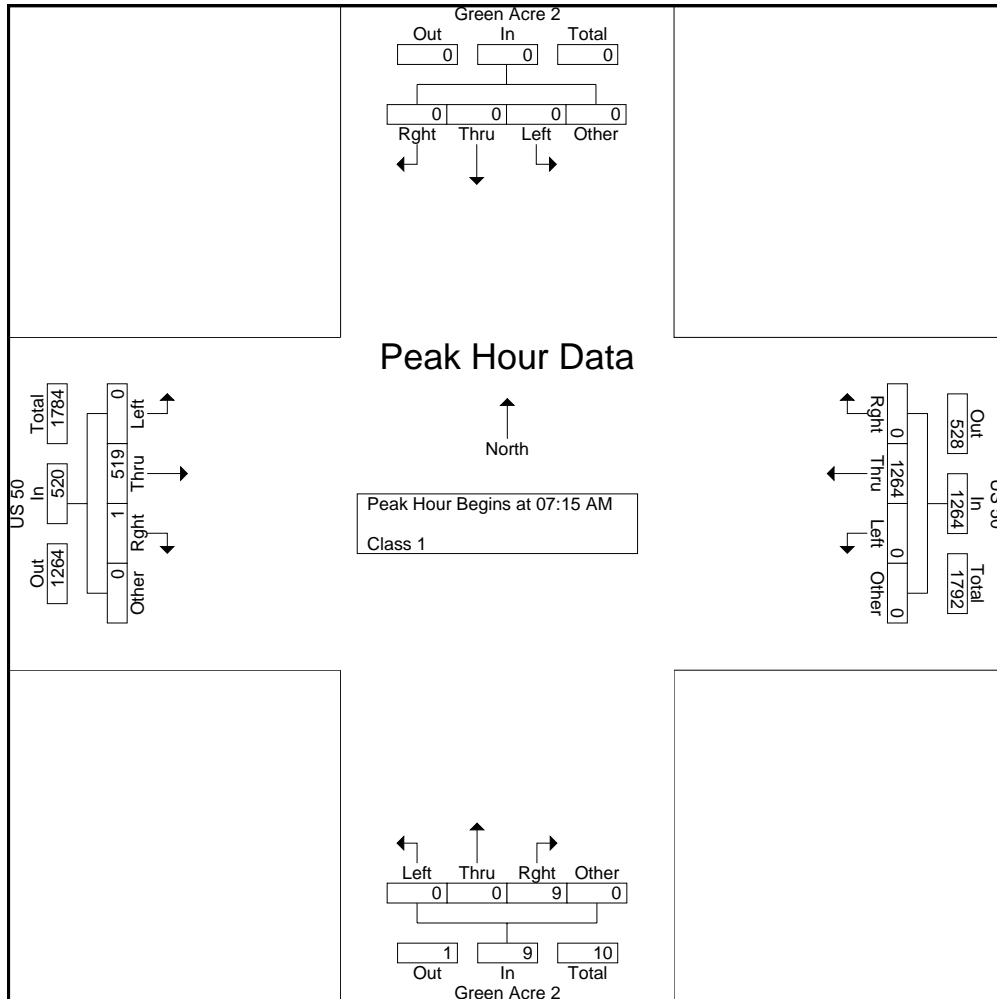 Green Acre 2
Out In Total
0 0 0
0 0 0 0
Rght Thru Left Other
Peak Hour Data
North
Peak Hour Begins at 07:15 AM
Class 1
US 50
Total In Out
1784 520 1264
0 519 1 0
Left Thru Rght Other
Rght Thru Left Other
0 1264 0 0
528 1264 1792
Out In Total
US 50
Left Thru Rght Other
0 0 9 0
1 9 10
Out In Total
Green Acre 2